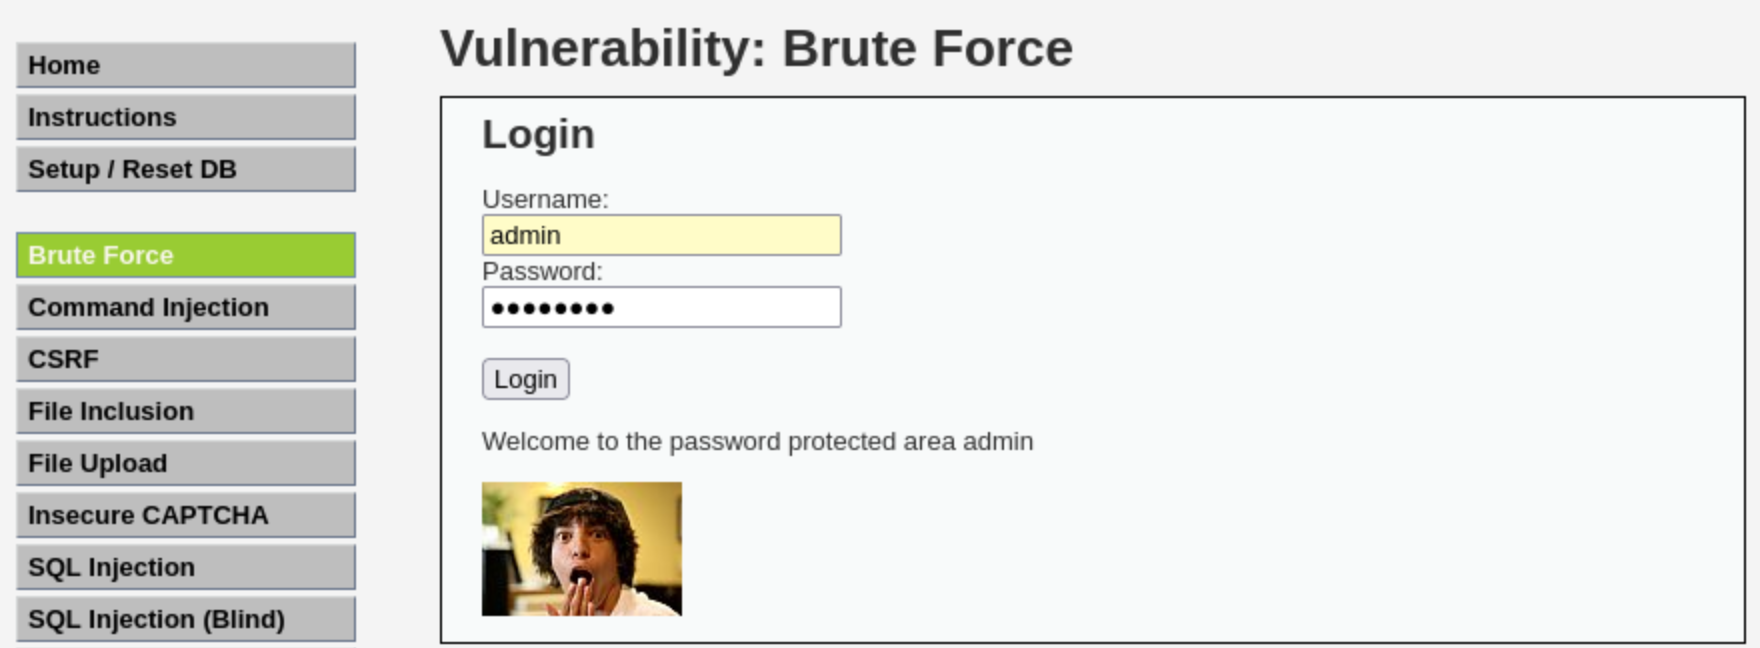 Home
Instructions
Setup / Reset DB
Brute Force
Command Injection
CSRF
File Inclusion
File Upload
Insecure CAPTCHA
SQL Injection
SQL Injection (Blind)
Vulnerability: Brute Force
Login
Username:
admin
Password:
••••••••
Login
Welcome to the password protected area admin